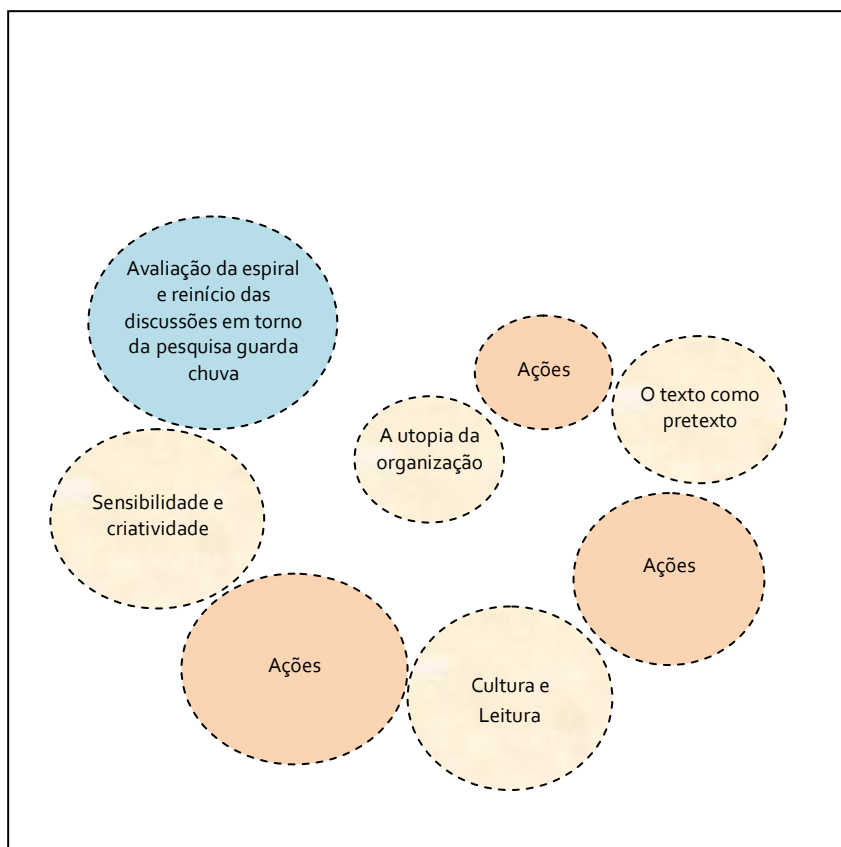 Avaliação da espiral
e reinício das
discussões em torno
da pesquisa guarda
chuva
Ações
O texto como
pretexto
A utopia da
organização
Sensibilidade e
criatividade
Ações
Ações
Cultura e
Leitura